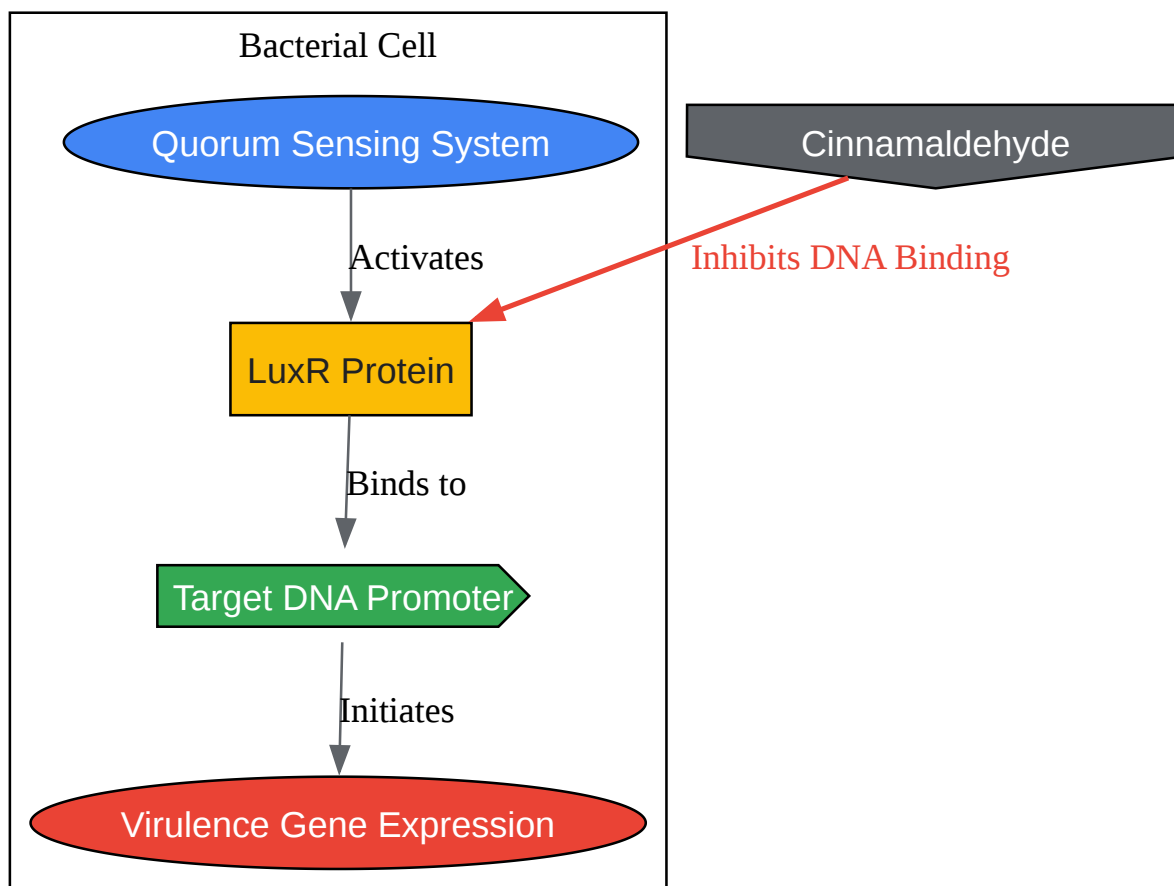 Bacterial Cell
Quorum Sensing System
Cinnamaldehyde
Activates
Inhibits DNA Binding
LuxR Protein
Binds to
Target DNA Promoter
Initiates
Virulence Gene Expression